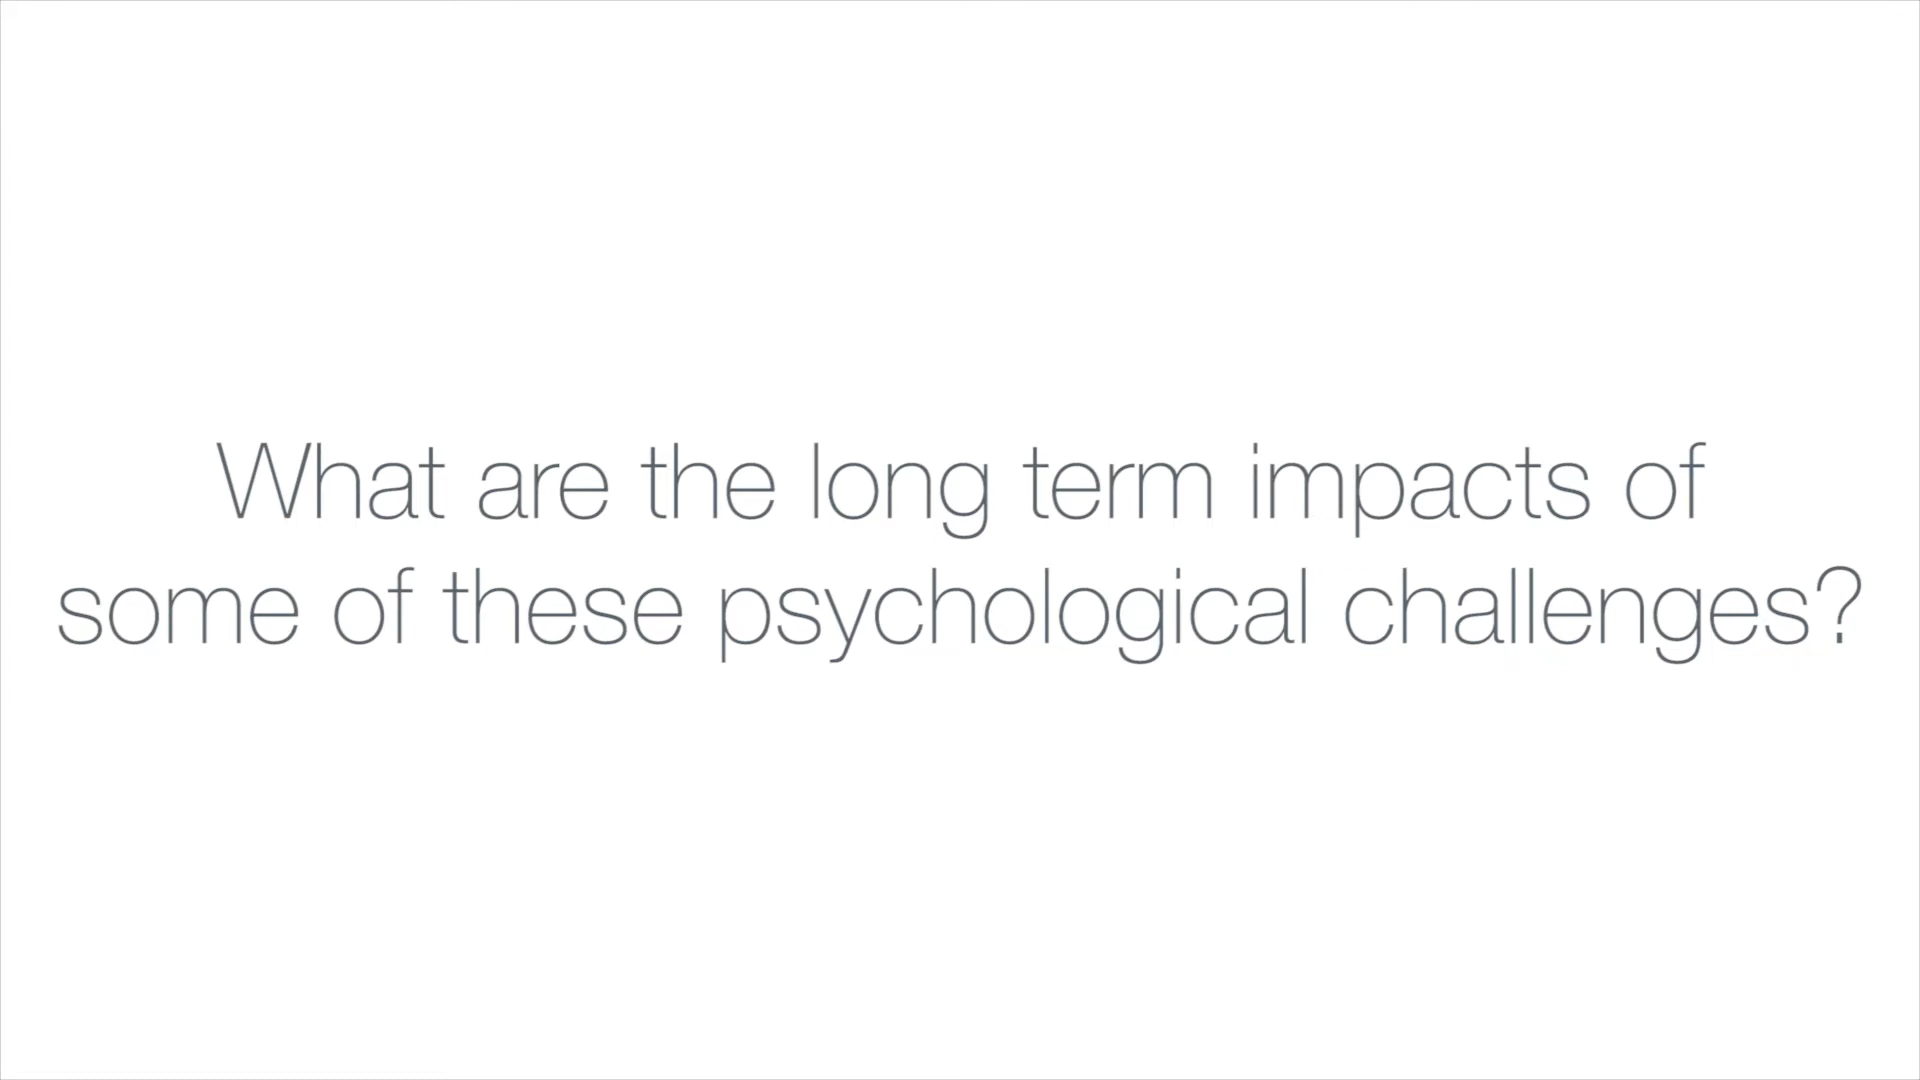 What are the long term impacts of
some of these psychological challenges?